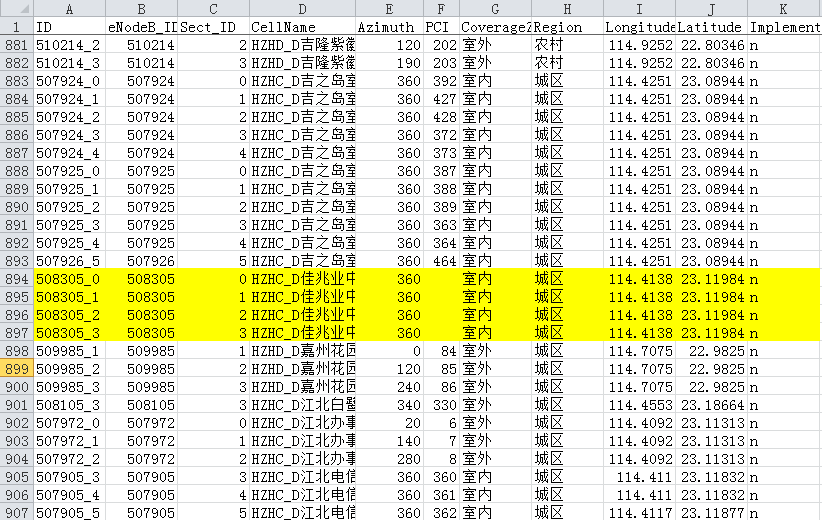 A B C D E F G H I J K
1 ID eNodeB_ID Sect_ID CellName Azimuth PCI Coverage Region Longitude Latitude Implement
881 510214_2 510214 2 HZHD_D吉隆紫 120 202 室外 农村 114.9252 22.80346 n
882 510214_3 510214 3 HZHD_D吉隆紫 190 203 室外 农村 114.9252 22.80346 n
883 507924_0 507924 0 HZHC_D吉之岛室 360 392 室内 城区 114.4251 23.08944 n
884 507924_1 507924 1 HZHC_D吉之岛室 360 427 室内 城区 114.4251 23.08944 n
885 507924_2 507924 2 HZHC_D吉之岛室 360 428 室内 城区 114.4251 23.08944 n
886 507924_3 507924 3 HZHC_D吉之岛室 360 372 室内 城区 114.4251 23.08944 n
887 507924_4 507924 4 HZHC_D吉之岛室 360 373 室内 城区 114.4251 23.08944 n
888 507925_0 507925 0 HZHC_D吉之岛室 360 387 室内 城区 114.4251 23.08944 n
889 507925_1 507925 1 HZHC_D吉之岛室 360 388 室内 城区 114.4251 23.08944 n
890 507925_2 507925 2 HZHC_D吉之岛室 360 389 室内 城区 114.4251 23.08944 n
891 507925_3 507925 3 HZHC_D吉之岛室 360 363 室内 城区 114.4251 23.08944 n
892 507925_4 507925 4 HZHC_D吉之岛室 360 364 室内 城区 114.4251 23.08944 n
893 507926_5 507926 5 HZHC_D吉之岛室 360 464 室内 城区 114.4251 23.08944 n
894 508305_0 508305 0 HZHC_D佳兆业中 360 室内 城区 114.4138 23.11984 n
895 508305_1 508305 1 HZHC_D佳兆业中 360 室内 城区 114.4138 23.11984 n
896 508305_2 508305 2 HZHC_D佳兆业中 360 室内 城区 114.4138 23.11984 n
897 508305_3 508305 3 HZHC_D佳兆业中 360 室内 城区 114.4138 23.11984 n
898 509985_1 509985 1 HZHD_D嘉州花园 0 84 室外 城区 114.7075 22.9825 n
899 509985_2 509985 2 HZHD_D嘉州花园 120 85 室外 城区 114.7075 22.9825 n
900 509985_3 509985 3 HZHD_D嘉州花园 240 86 室外 城区 114.7075 22.9825 n
901 508105_3 508105 3 HZHC_D江北白鹭 340 330 室外 城区 114.4553 23.18664 n
902 507972_0 507972 0 HZHC_D江北办事 20 6 室外 城区 114.4092 23.11313 n
903 507972_1 507972 1 HZHC_D江北办事 140 7 室外 城区 114.4092 23.11313 n
904 507972_2 507972 2 HZHC_D江北办事 280 8 室外 城区 114.4092 23.11313 n
905 507905_3 507905 3 HZHC_D江北电信 360 360 室内 城区 114.411 23.11832 n
906 507905_4 507905 4 HZHC_D江北电信 360 361 室内 城区 114.411 23.11832 n
907 507905_5 507905 5 HZHC_D江北电信 360 362 室内 城区 114.4117 23.11877 n